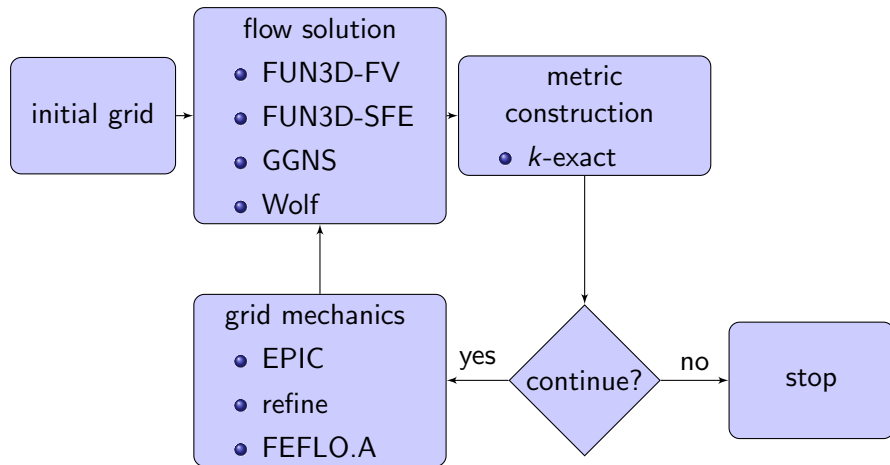 initial grid
flow solution
FUN3D-FV
FUN3D-SFE
GGNS
Wolf
metric
construction
k-exact
grid mechanics
EPIC
refine
FEFLO.A
yes
continue?
no
stop